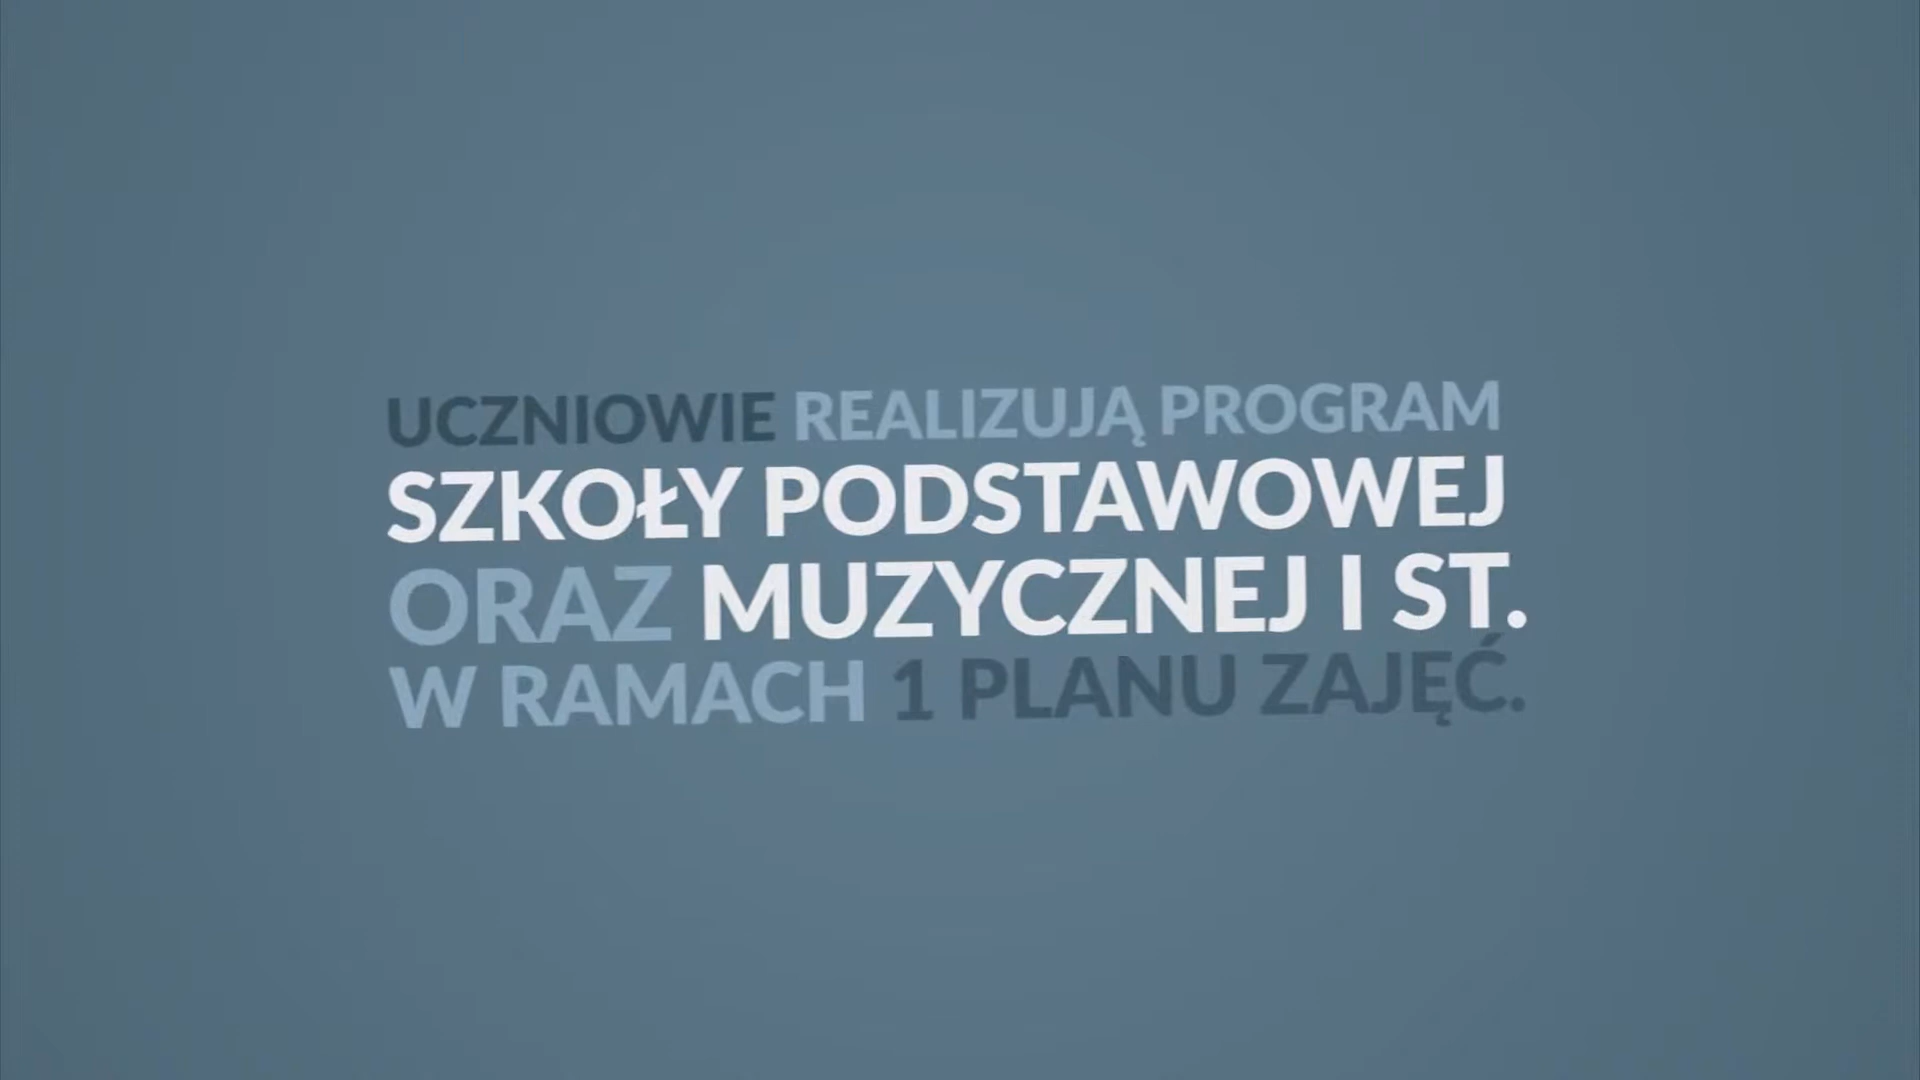 UCZNIOWIE REALIZUJĄ PROGRAM
SZKOŁY PODSTAWOWEJ
ORAZ MUZYCZNEJ I ST.
W RAMACH 1 PLANU ZAJĘĆ.